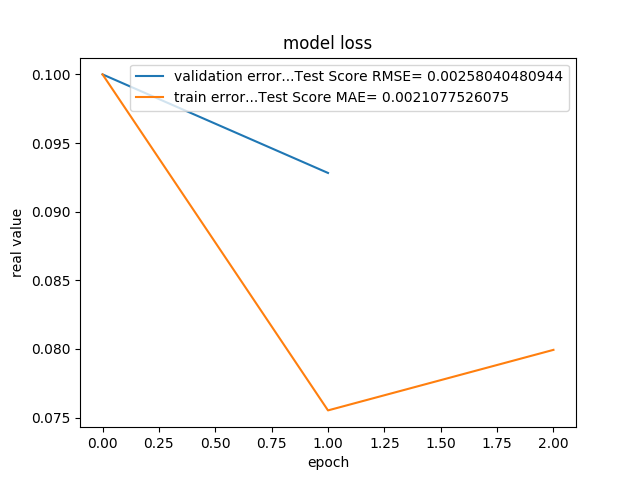 model loss
validation error...Test Score RMSE= 0.00258040480944
train error...Test Score MAE= 0.0021077526075
0.100
0.095
0.090
0.085
0.080
0.075
real value
0.00 0.25 0.50 0.75 1.00 1.25 1.50 1.75 2.00
epoch